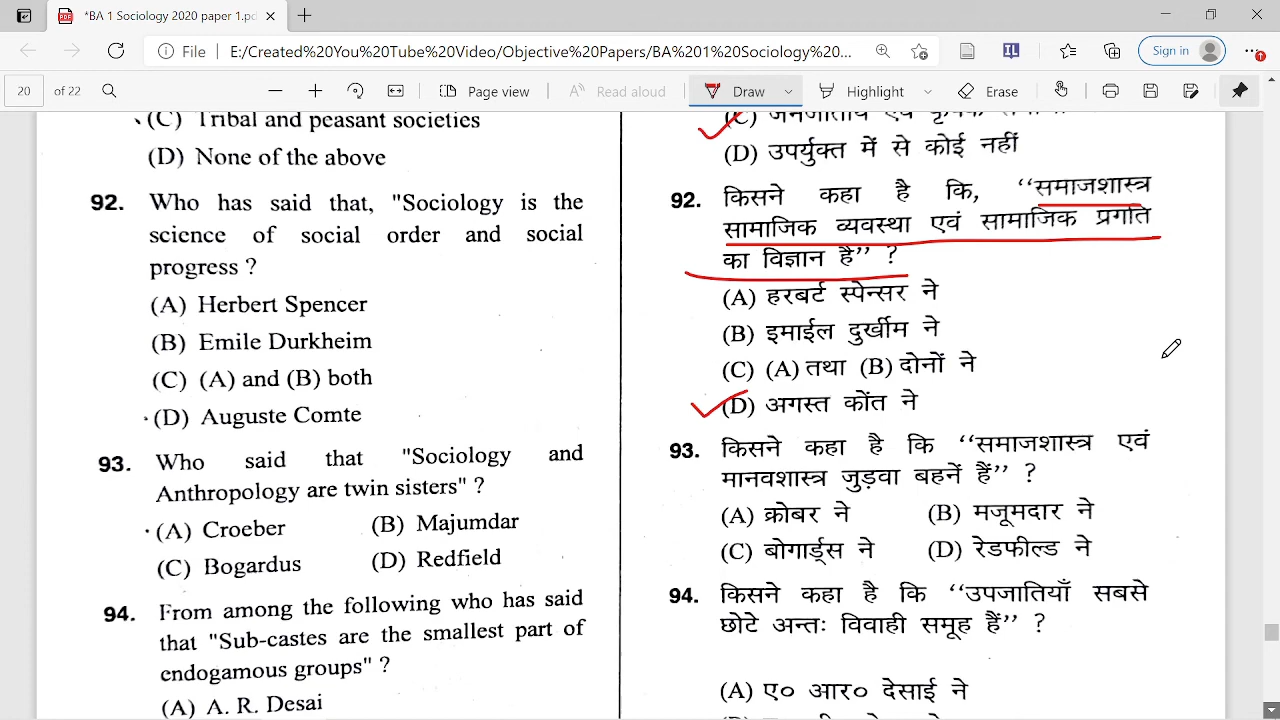 *BA 1 Sociology 2020 paper 1.pd
File E:/Created%20You%20Tube%20Video/Objective%20Papers/BA%201%20Sociology%20... Sign in
20 of 22 Page view Read aloud Draw Highlight Erase
(C) Tribal and peasant societies
(D) None of the above
92. Who has said that, "Sociology is the
science of social order and social
progress ?
(A) Herbert Spencer
(B) Emile Durkheim
(C) (A) and (B) both
(D) Auguste Comte
93. Who said that "Sociology and
Anthropology are twin sisters" ?
(A) Croeber (B) Majumdar
(C) Bogardus (D) Redfield
94. From among the following who has said
that "Sub-castes are the smallest part of
endogamous groups" ?
(A) A. R. Desai
(C) जनजातीय एवं कृषक
(D) उपर्युक्त में से कोई नहीं
92. किसने कहा है कि, ‘‘समाजशास्त्र
सामाजिक व्यवस्था एवं सामाजिक प्रगति
का विज्ञान है’’ ?
(A) हरबर्ट स्पेन्सर ने
(B) इमाईल दुर्खीम ने
(C) (A) तथा (B) दोनों ने
(D) अगस्त कोंत ने
93. किसने कहा है कि ‘‘समाजशास्त्र एवं
मानवशास्त्र जुड़वा बहनें हैं’’ ?
(A) क्रोबर ने (B) मजूमदार ने
(C) बोगार्ड्स ने (D) रेडफील्ड ने
94. किसने कहा है कि ‘‘उपजातियाँ सबसे
छोटे अन्तः विवाही समूह हैं’’ ?
(A) ए० आर० देसाई ने